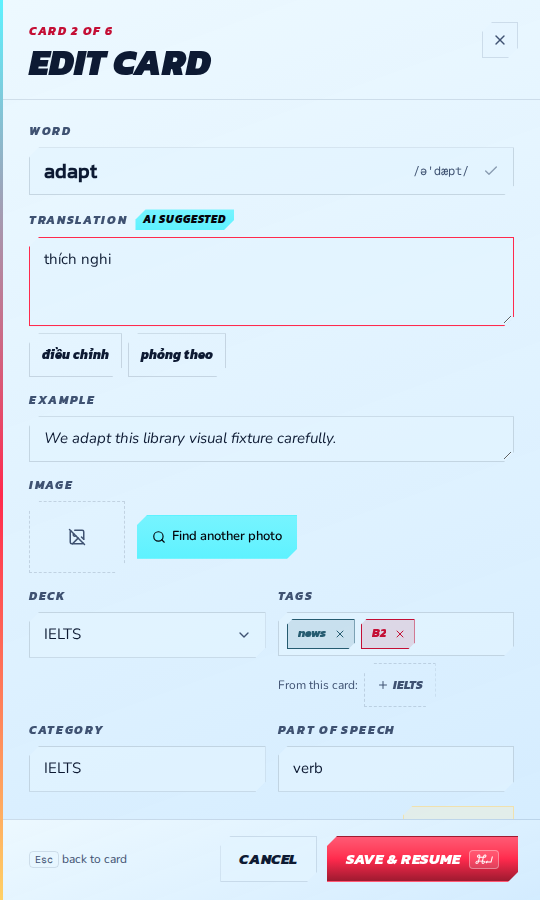 CARD 2 OF 6
EDIT CARD
WORD
adapt /əˈdæpt/
TRANSLATION AI SUGGESTED
thích nghi
điều chỉnh phỏng theo
EXAMPLE
We adapt this library visual fixture carefully.
IMAGE
Find another photo
DECK TAGS
IELTS news B2
From this card: + IELTS
CATEGORY PART OF SPEECH
IELTS verb
Esc back to card CANCEL SAVE & RESUME ⌘↵